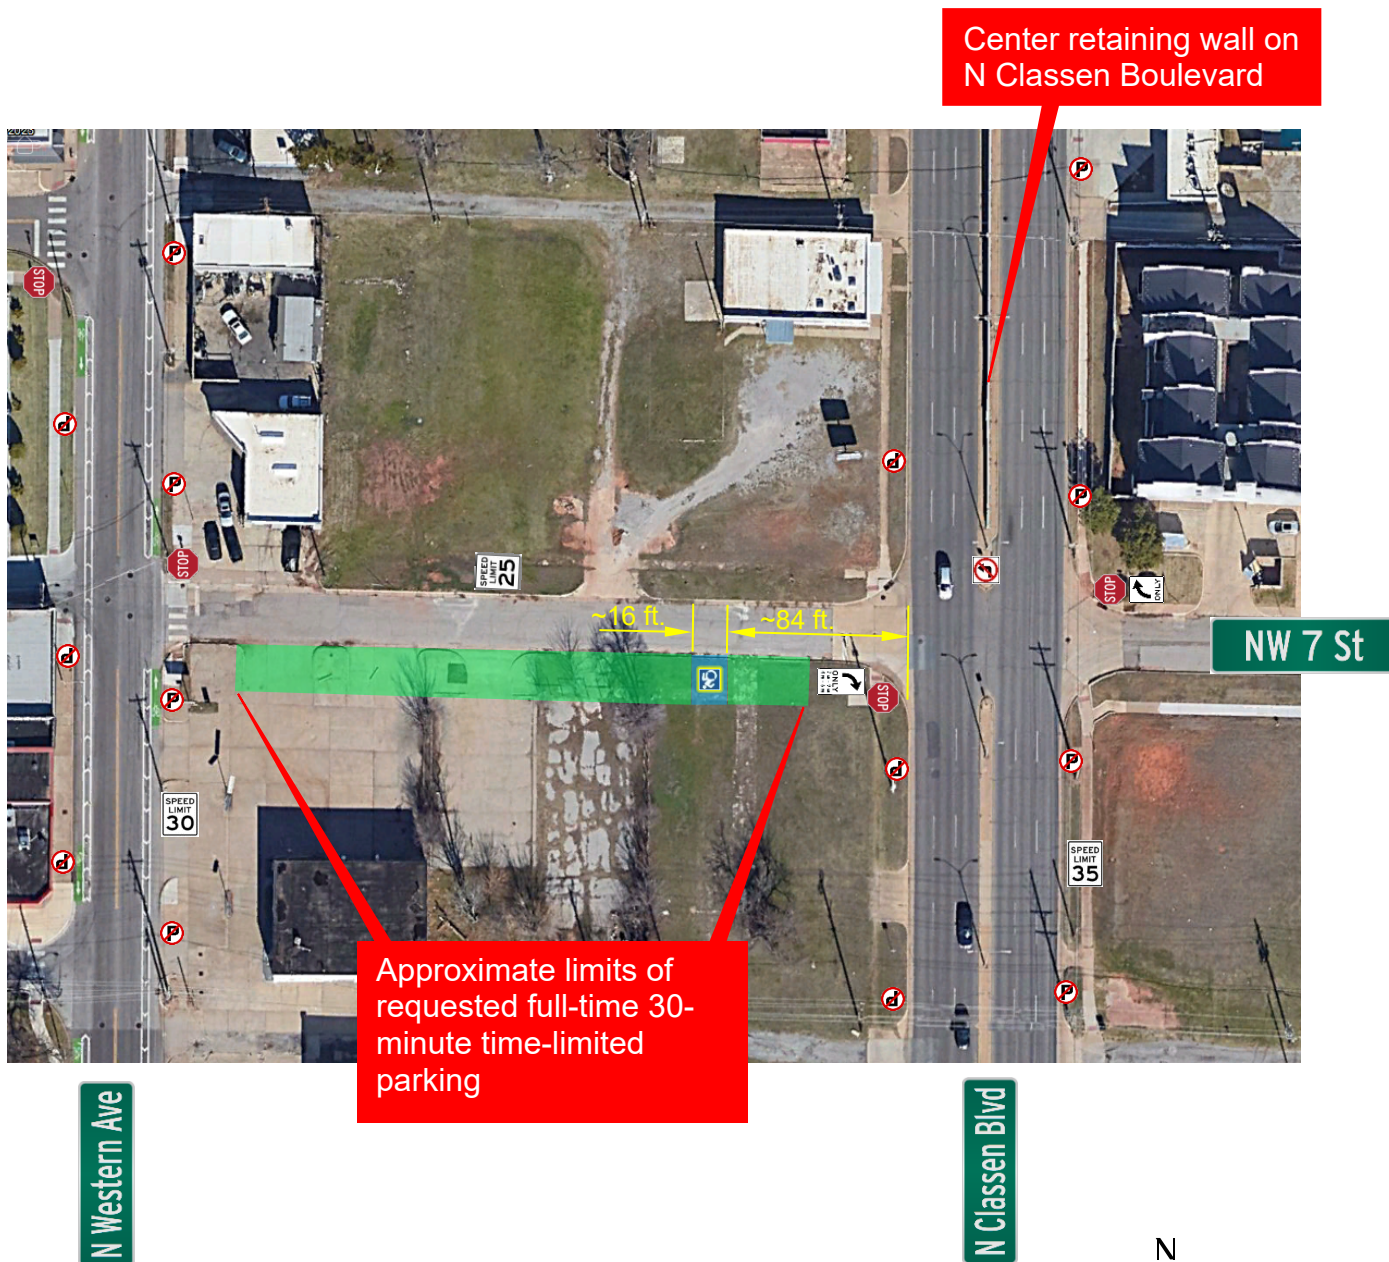 Center retaining wall on
N Classen Boulevard
2023
STOP
SPEED
LIMIT
25
STOP
STOP
ONLY
~16 ft.
~84 ft.
NW 7 St
ONLY
STOP
SPEED
LIMIT
30
SPEED
LIMIT
35
Approximate limits of
requested full-time 30-
minute time-limited
parking
N Western Ave
N Classen Blvd
N